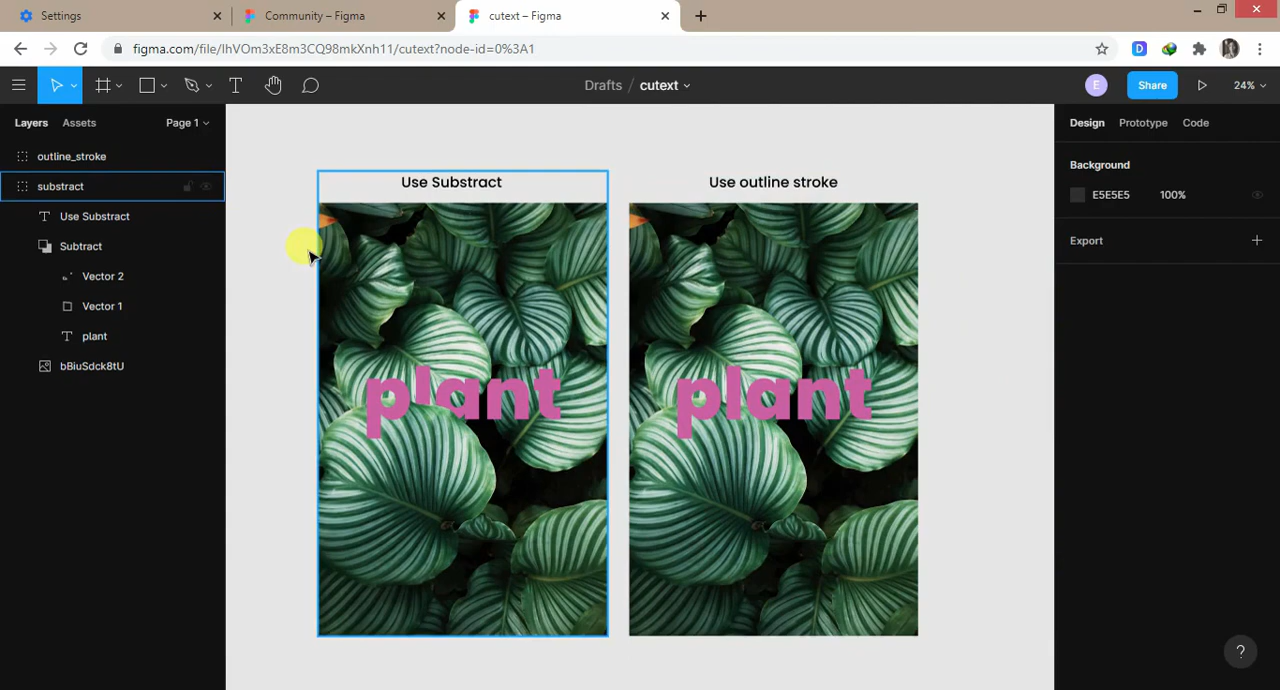 Settings
Community – Figma
cutext – Figma
figma.com/file/lhVOm3xE8m3CQ98mkXnh11/cutext?node-id=0%3A1
Drafts / cutext
E
Share
24%
Layers
Assets
Page 1
outline_stroke
substract
Use Substract
Subtract
Vector 2
Vector 1
plant
bBiuSdck8tU
Use Substract
Use outline stroke
plant
plant
Design
Prototype
Code
Background
E5E5E5
100%
Export
?